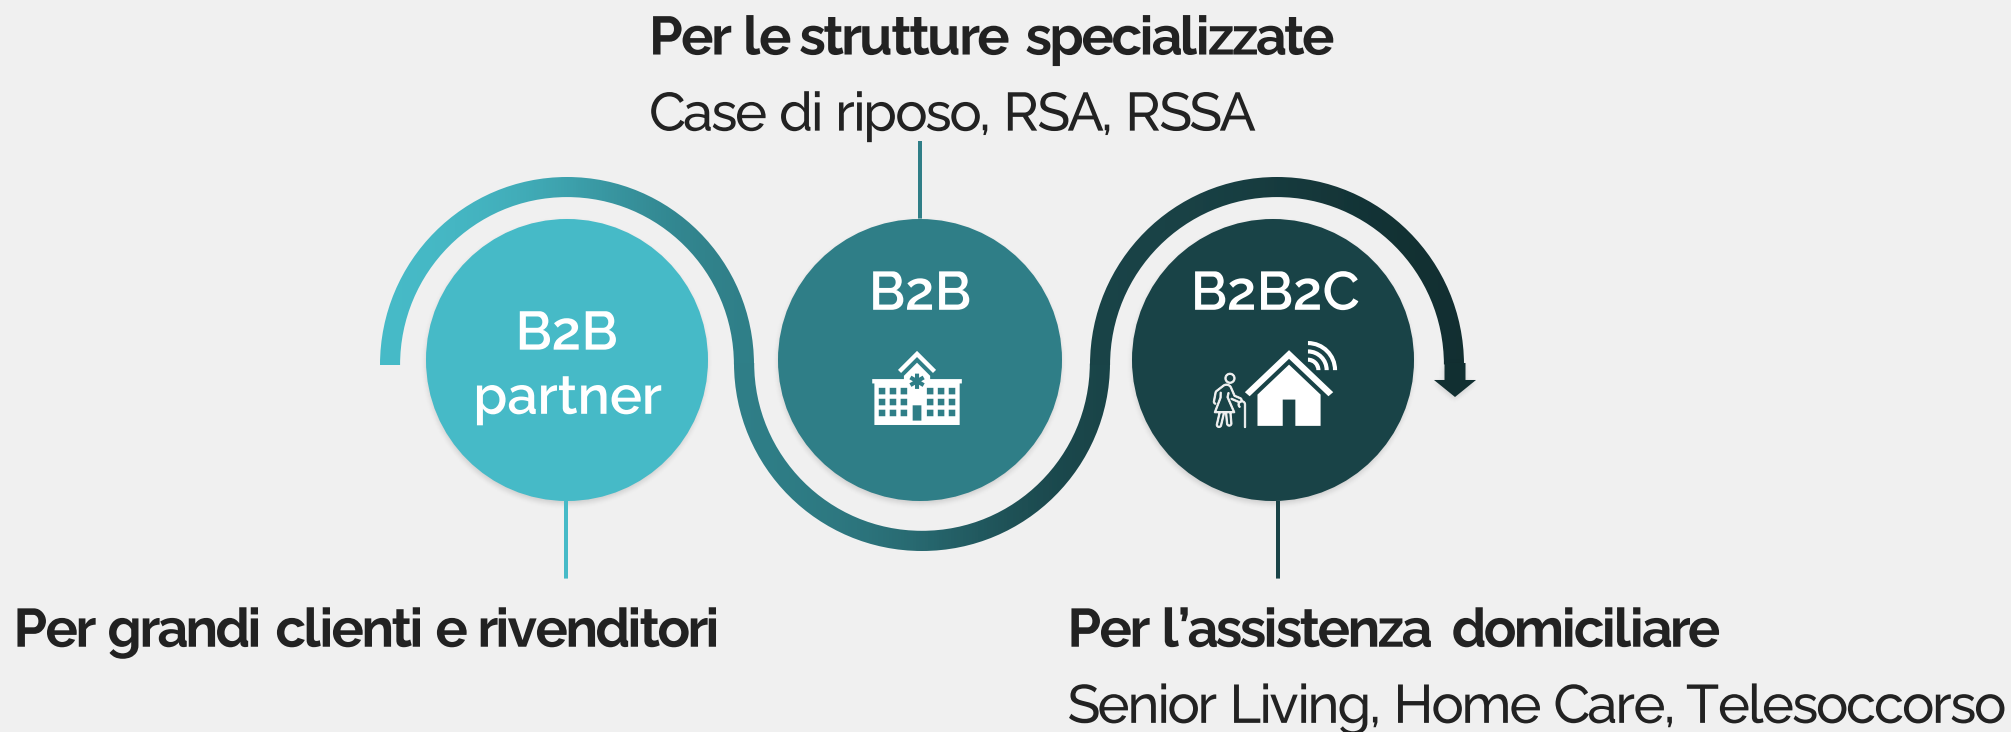 Per le strutture specializzate
Case di riposo, RSA, RSSA
B2B
partner
B2B
B2B2C
Per grandi clienti e rivenditori
Per l’assistenza domiciliare
Senior Living, Home Care, Telesoccorso